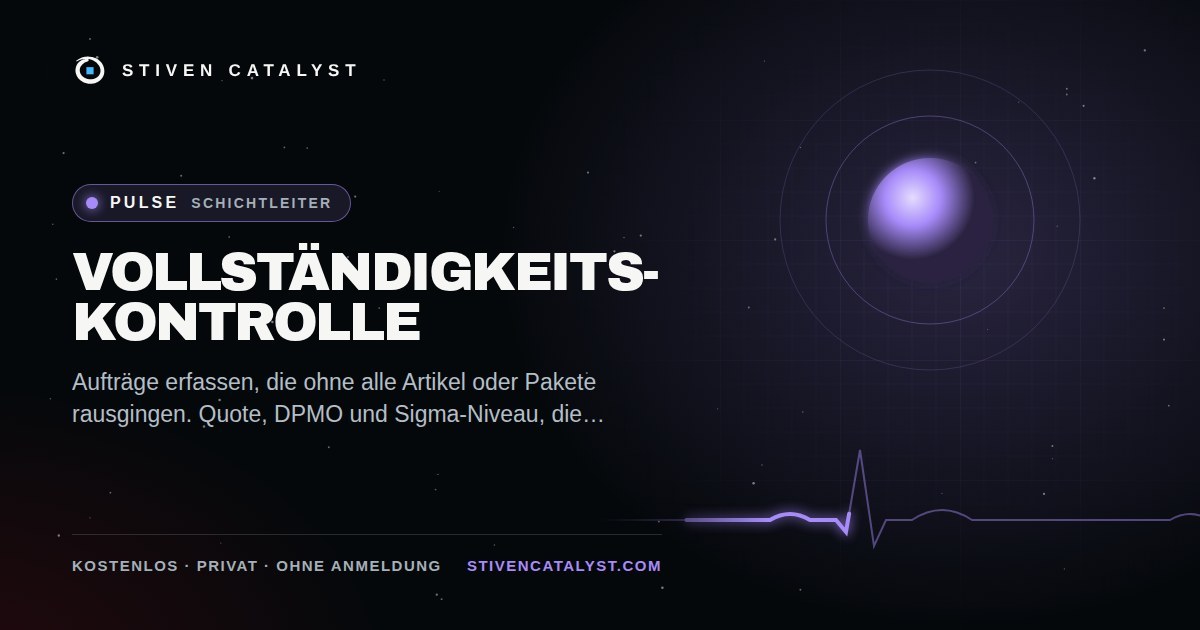 STIVEN CATALYST
PULSE SCHICHTLEITER
VOLLSTÄNDIGKEITS-
KONTROLLE
Aufträge erfassen, die ohne alle Artikel oder Pakete
rausgingen. Quote, DPMO und Sigma-Niveau, die…
KOSTENLOS · PRIVAT · OHNE ANMELDUNG STIVENCATALYST.COM